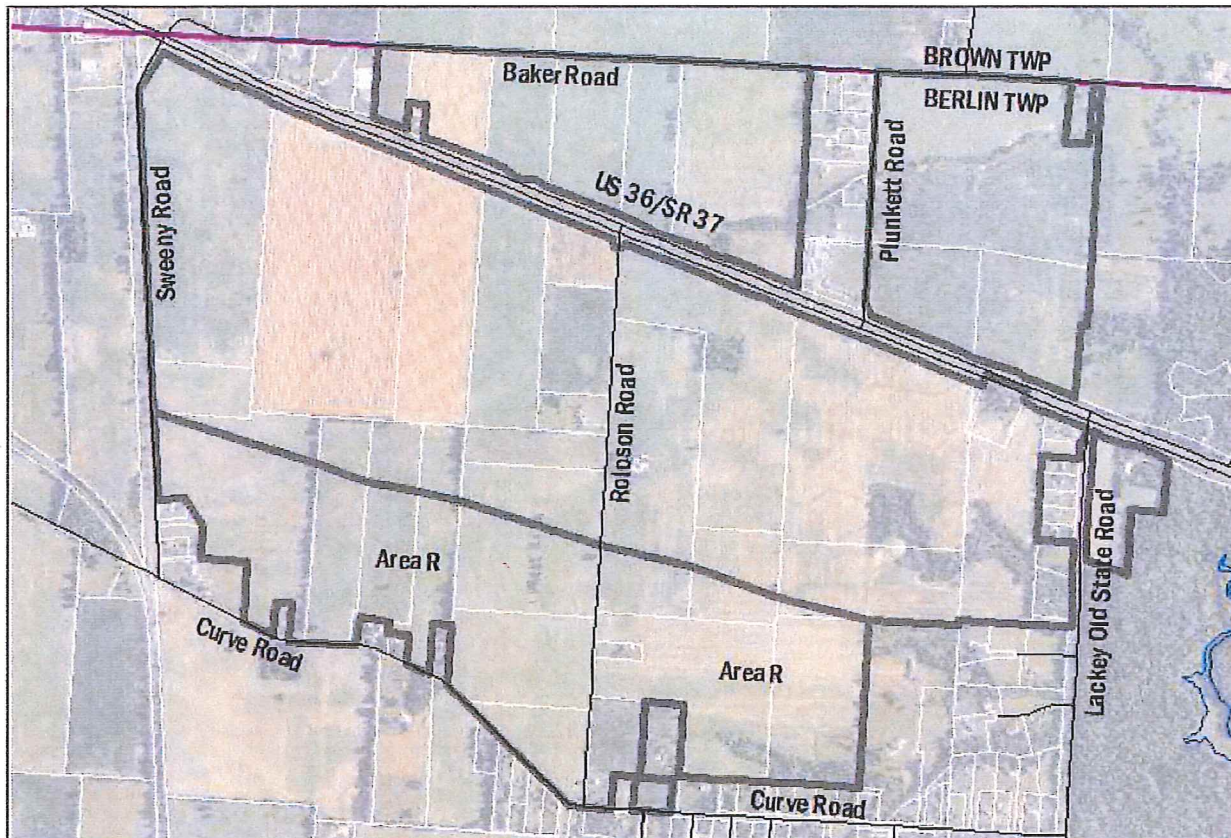 BROWN TWP
Baker Road
BERLIN TWP
Plunkett Road
US 36/SR 37
Sweeny Road
Roloson Road
Area R
Lackey Old State Road
Curve Road
Area R
Curve Road